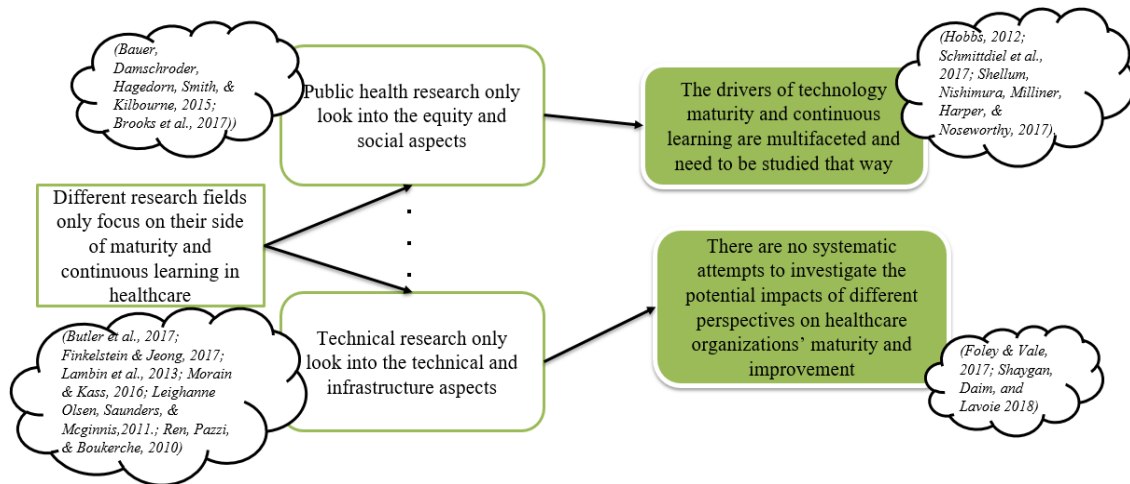 (Bauer,
Damschroder,
Hagedorn, Smith, &
Kilbourne, 2015;
Brooks et al., 2017))
Public health research only
look into the equity and
social aspects
The drivers of technology
maturity and continuous
learning are multifaceted and
need to be studied that way
(Hobbs, 2012;
Schmittdiel et al.,
2017; Shellum,
Nishimura, Milliner,
Harper, &
Noseworthy, 2017)
Different research fields
only focus on their side
of maturity and
continuous learning in
healthcare
There are no systematic
attempts to investigate the
potential impacts of different
perspectives on healthcare
organizations’ maturity and
improvement
(Butler et al., 2017;
Finkelstein & Jeong, 2017;
Lambin et al., 2013; Morain
& Kass, 2016; Leighanne
Olsen, Saunders, &
Mcginnis,2011.; Ren, Pazzi,
& Boukerche, 2010)
Technical research only
look into the technical and
infrastructure aspects
(Foley & Vale,
2017; Shaygan,
Daim, and
Lavoie 2018)